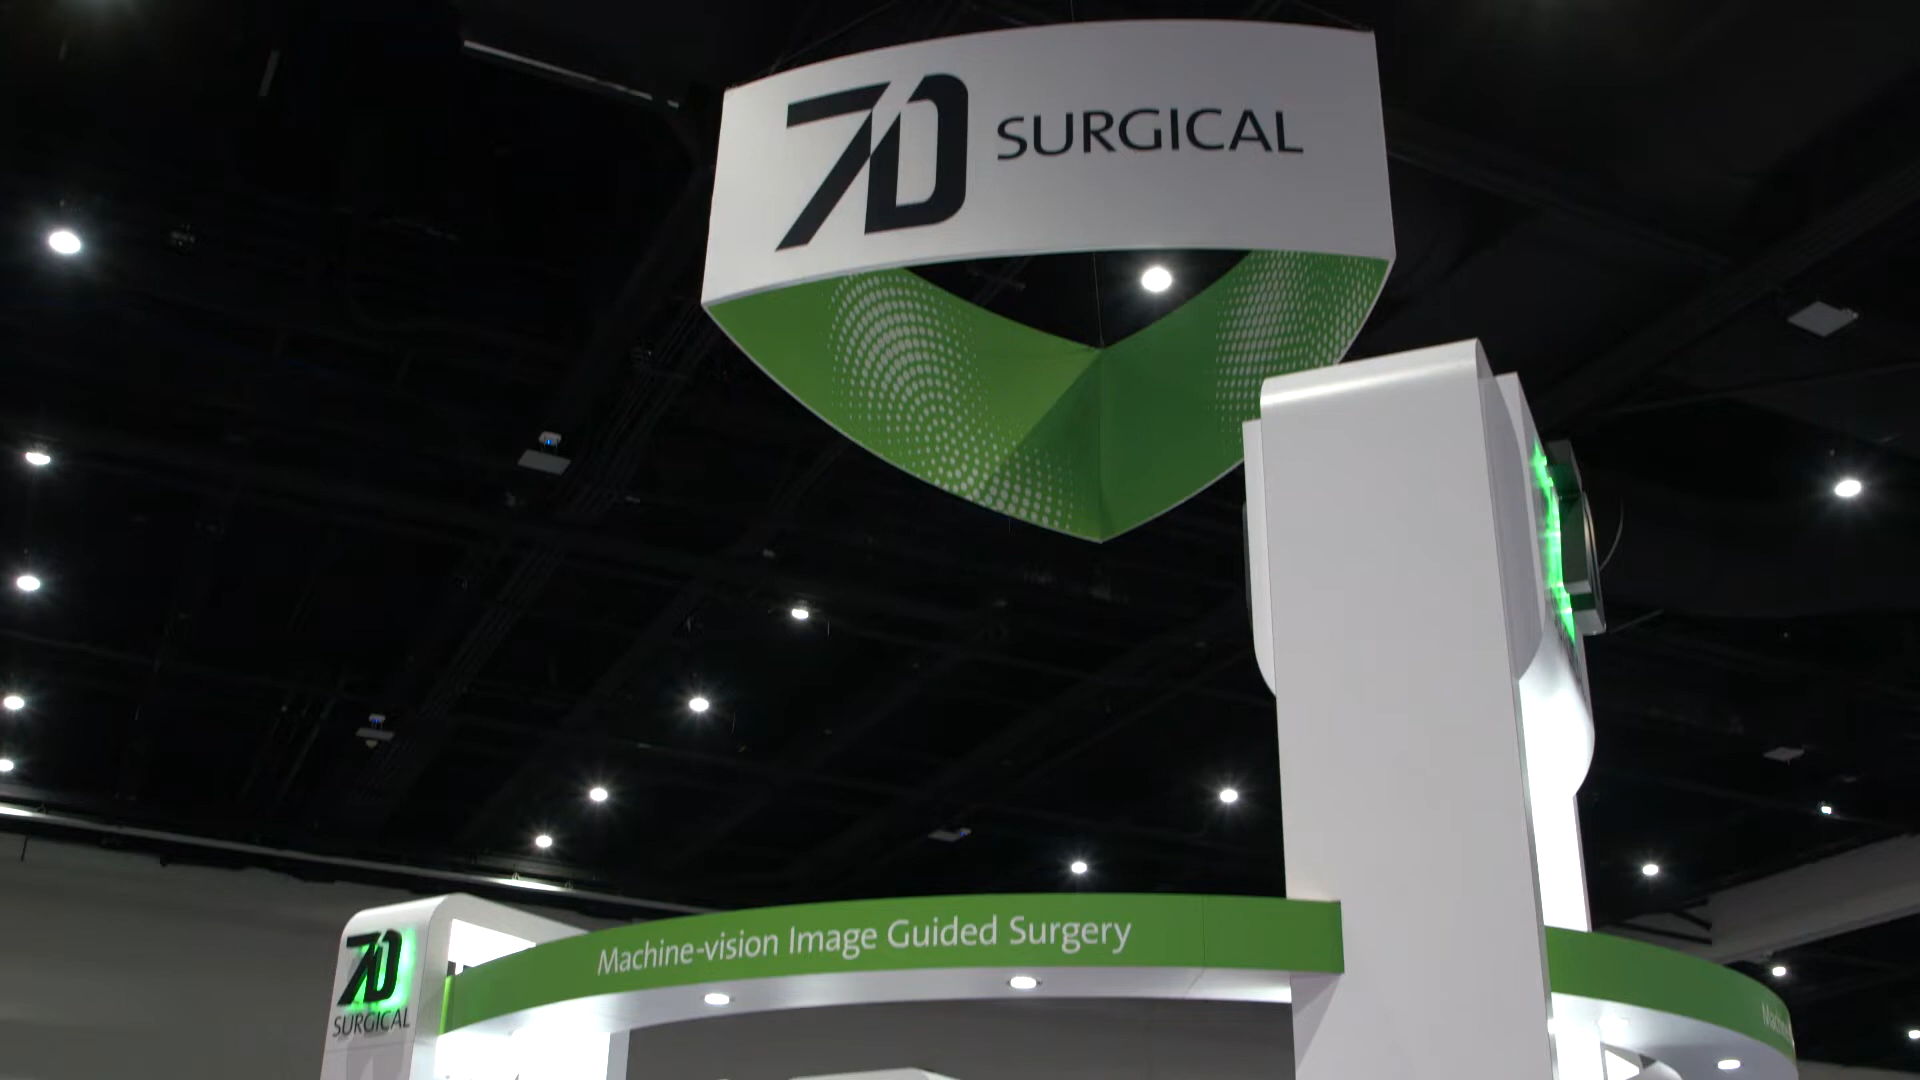 7D SURGICAL
Machine-vision Image Guided Surgery
7D
SURGICAL